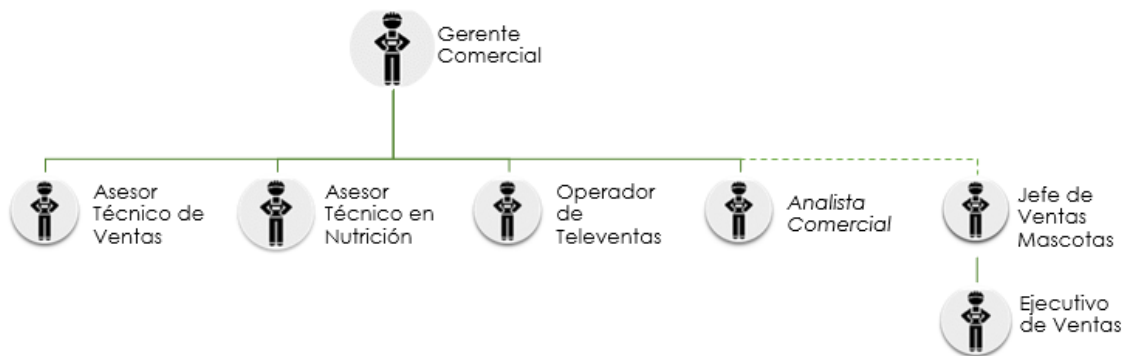 Gerente
Comercial
Asesor
Técnico de
Ventas
Asesor
Técnico en
Nutrición
Operador
de
Televentas
Analista
Comercial
Jefe de
Ventas
Mascotas
Ejecutivo
de Ventas